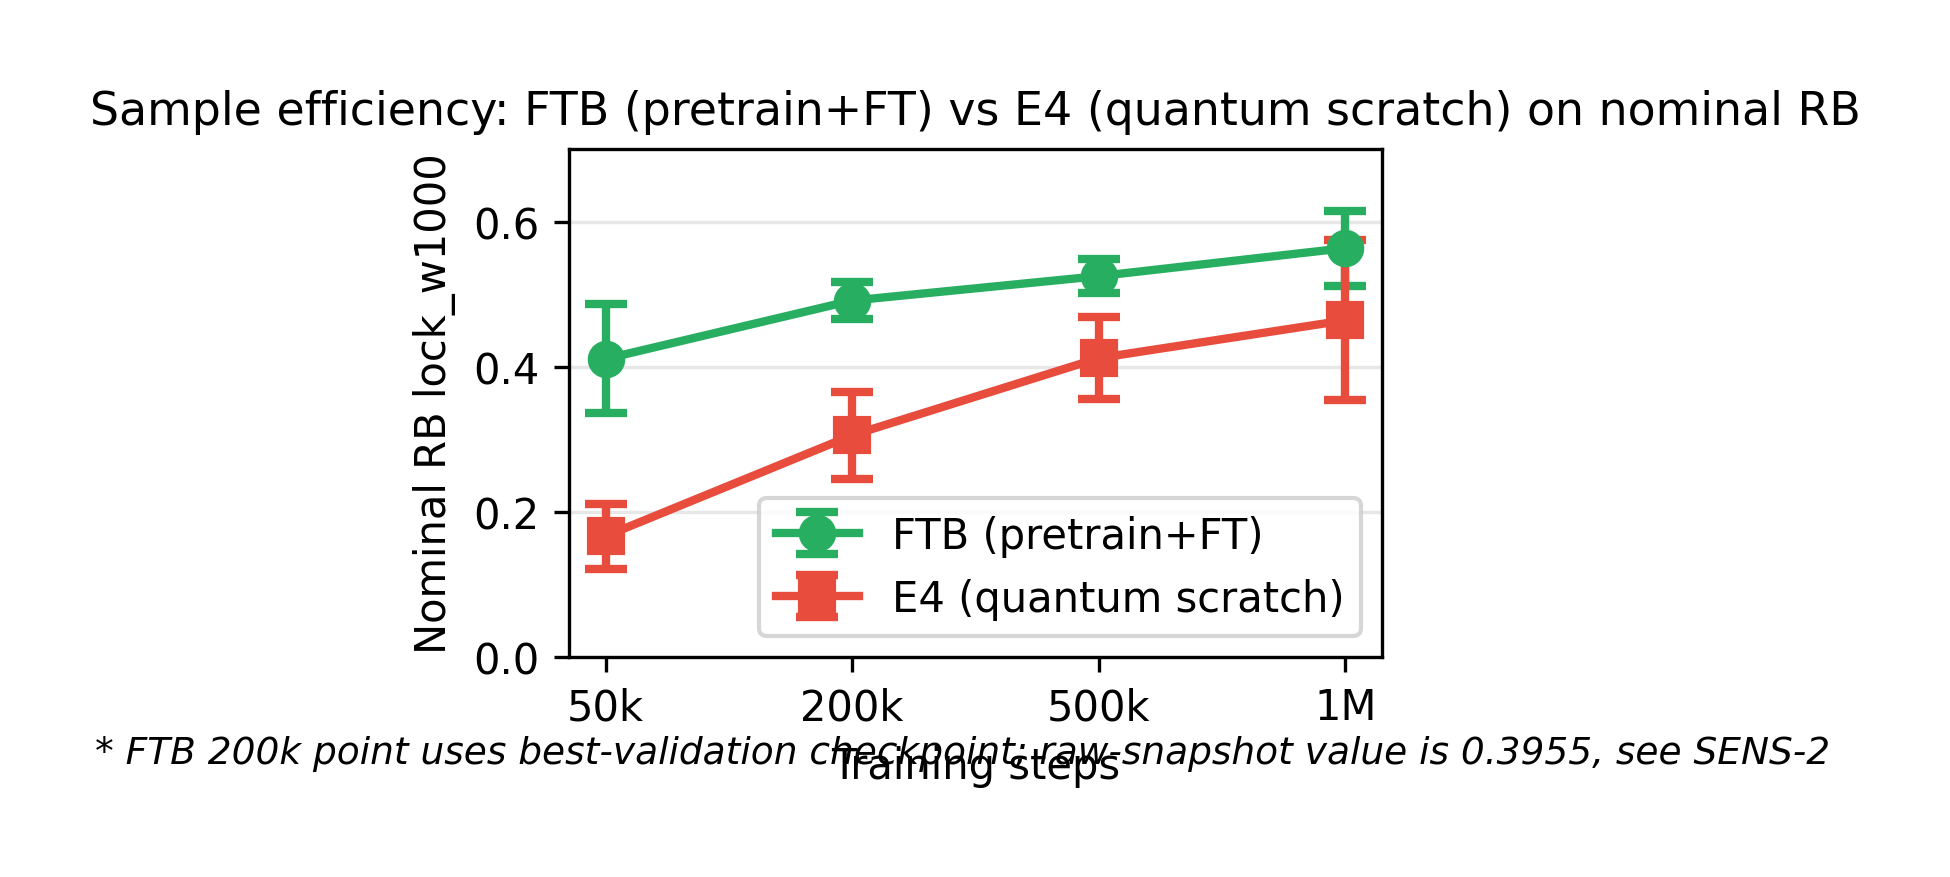 Sample efficiency: FTB (pretrain+FT) vs E4 (quantum scratch) on nominal RB
Nominal RB lock_w1000
0.6
0.4
0.2
0.0
FTB (pretrain+FT)
E4 (quantum scratch)
50k 200k 500k 1M
* FTB 200k point uses best-validation checkpoint; raw-snapshot value is 0.3955, see SENS-2
Training steps